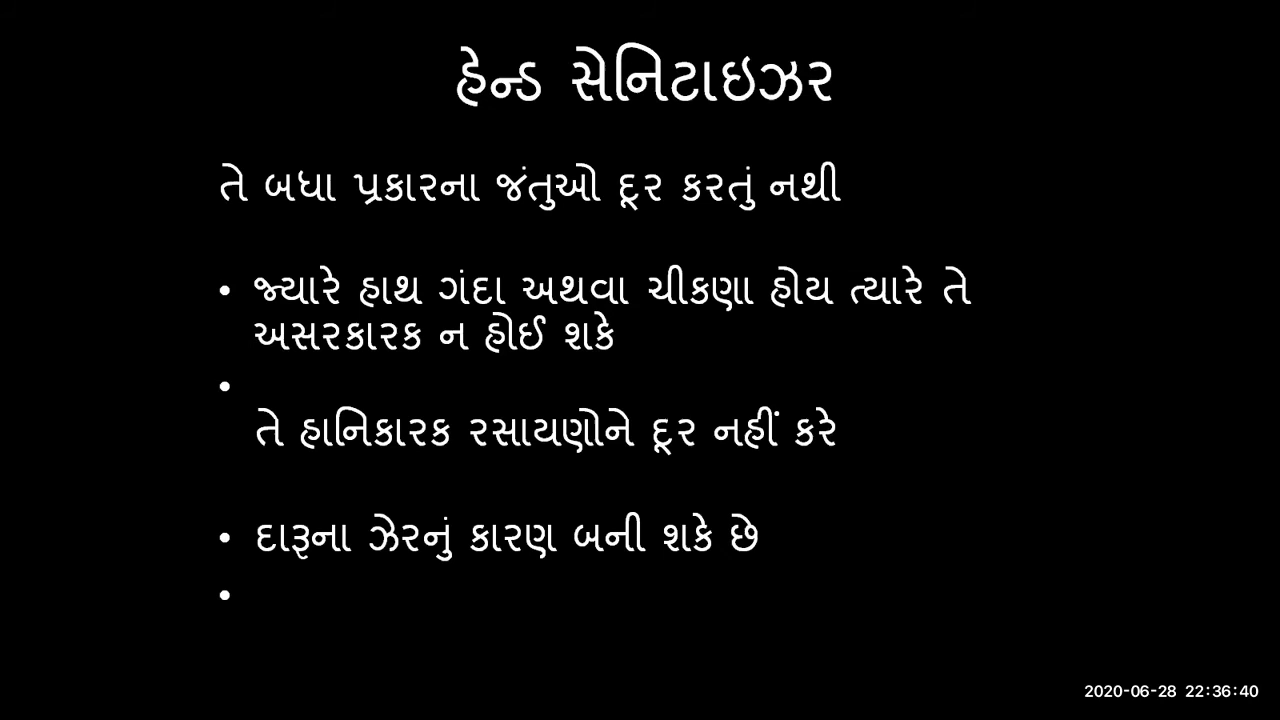 હેન્ડ સેનિટાઇઝર
તે બધા પ્રકારના જંતુઓ દૂર કરતું નથી
• જ્યારે હાથ ગંદા અથવા ચીકણા હોય ત્યારે તે
અસરકારક ન હોઈ શકે
•
તે હાનિકારક રસાયણોને દૂર નહીં કરે
• દારૂના ઝેરનું કારણ બની શકે છે
•
2020-06-28 22:36:40